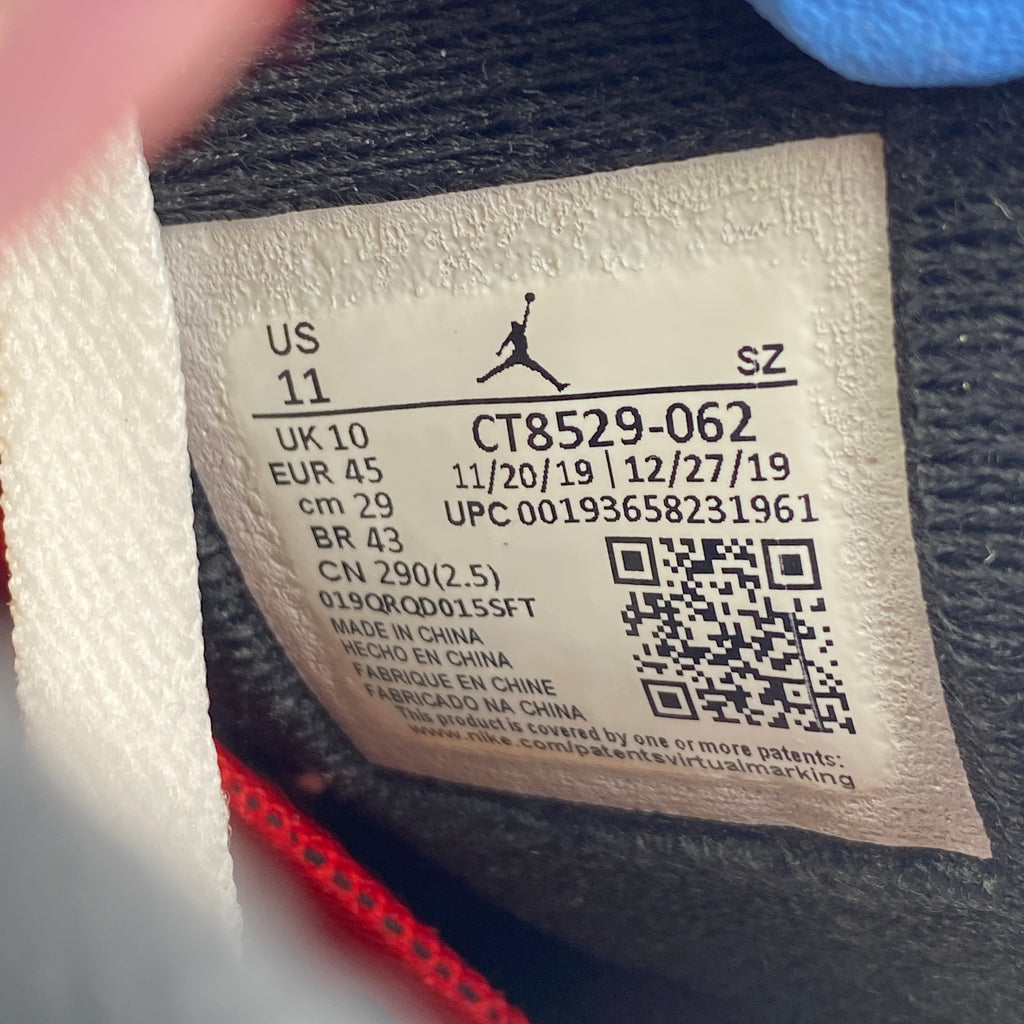 US
11
SZ
UK 10
EUR 45
cm 29
BR 43
CN 290(2.5)
CT8529-062
11/20/19 | 12/27/19
UPC 00193658231961
019QRQD015SFT
MADE IN CHINA
HECHO EN CHINA
FABRIQUE EN CHINE
FABRICADO NA CHINA
This product is covered by one or more patents:
www.nike.com/patentsvirtualmarking